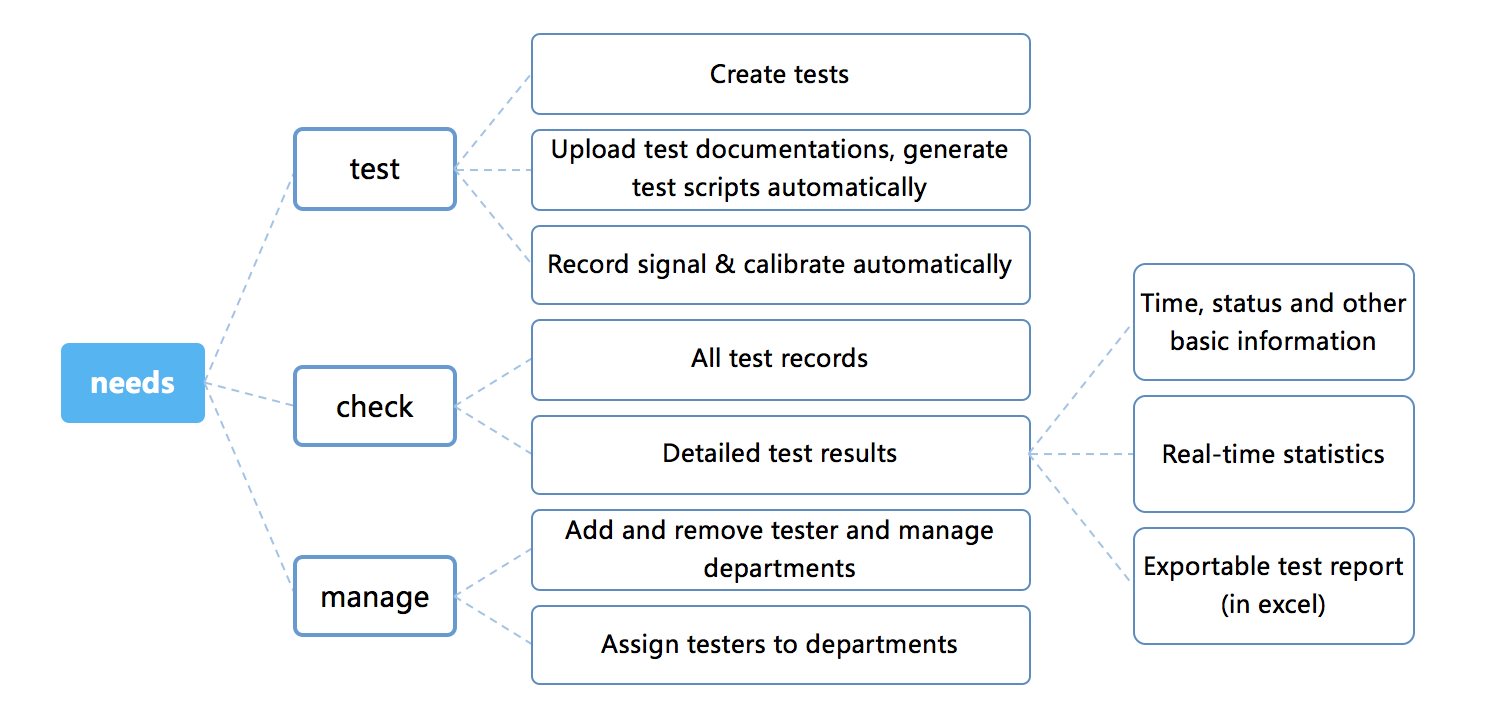 needs
test
Create tests
Upload test documentations, generate
test scripts automatically
Record signal & calibrate automatically
check
All test records
Detailed test results
Time, status and other
basic information
Real-time statistics
Exportable test report
(in excel)
manage
Add and remove tester and manage
departments
Assign testers to departments